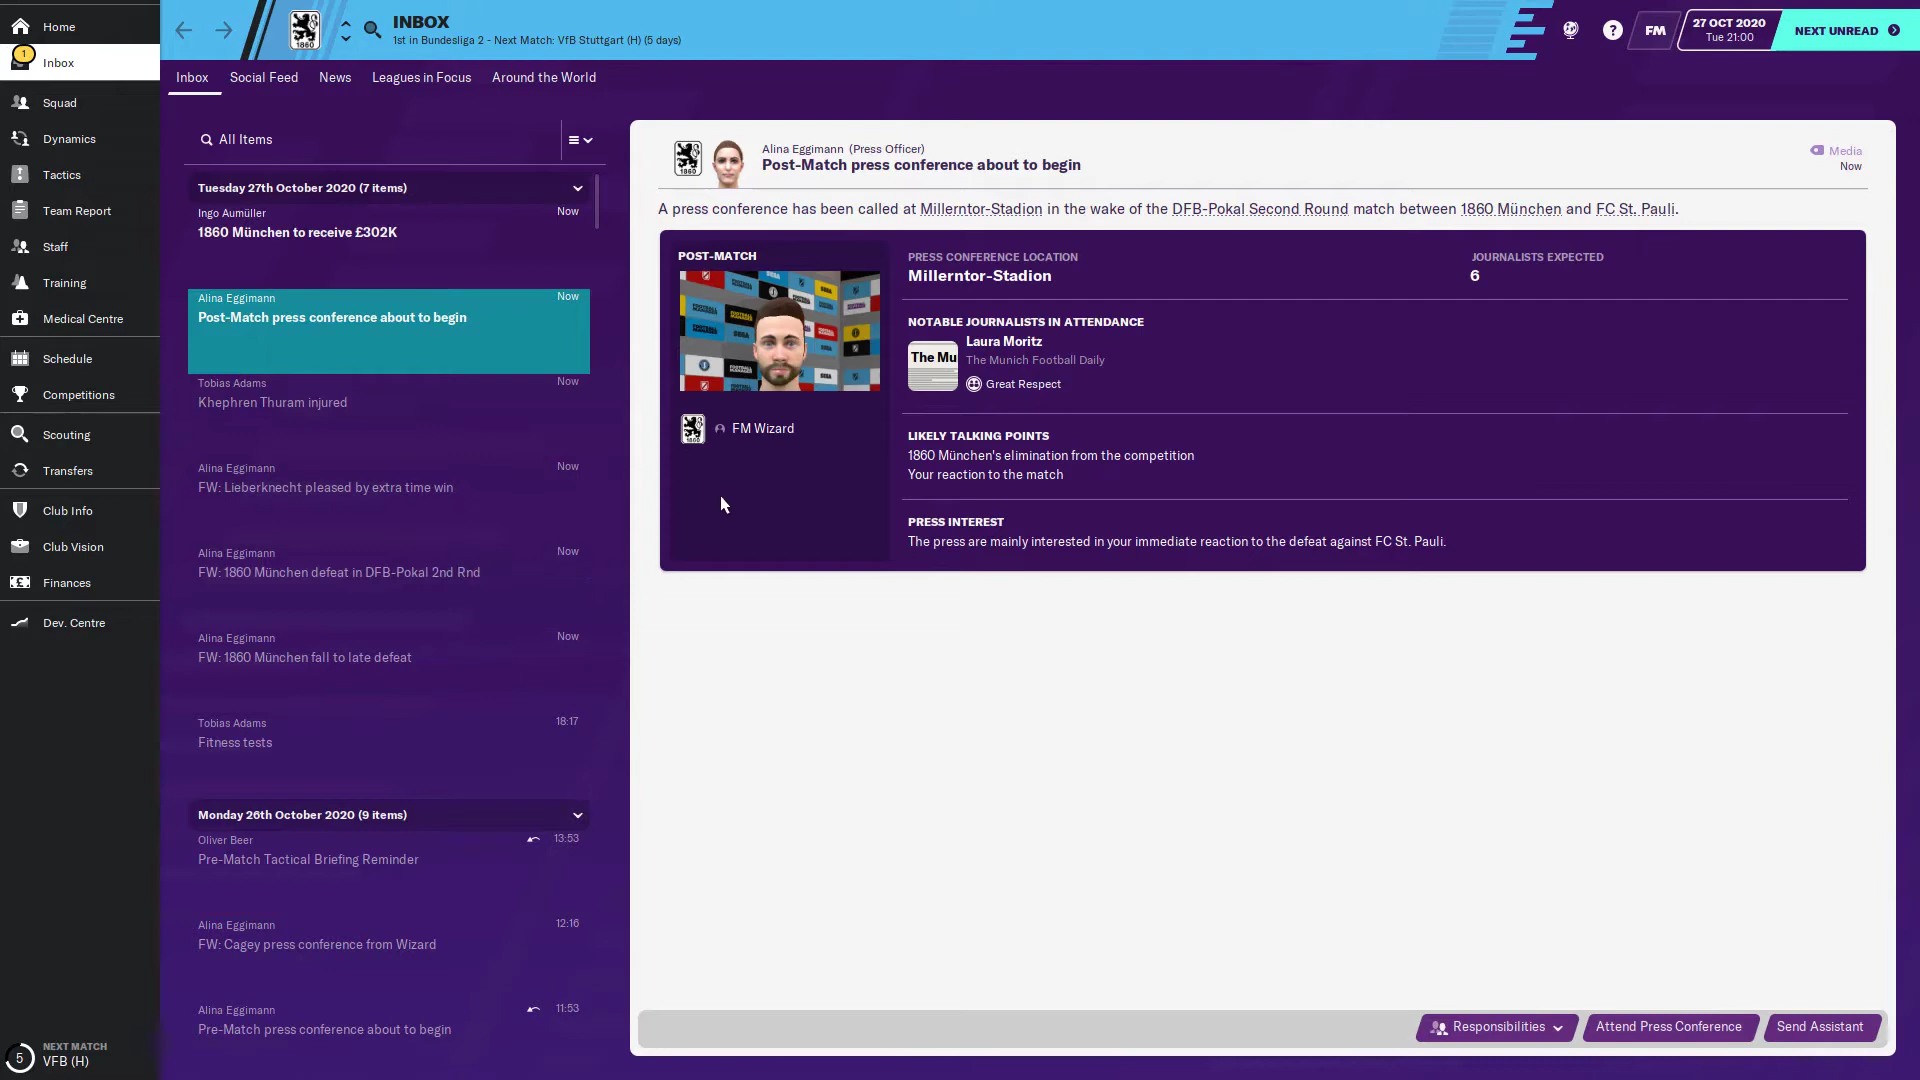 Home
1
Inbox
Squad
Dynamics
Tactics
Team Report
Staff
Training
Medical Centre
Schedule
Competitions
Scouting
Transfers
Club Info
Club Vision
Finances
Dev. Centre
5
NEXT MATCH
VFB (H)
1860
INBOX
1st in Bundesliga 2 - Next Match: VfB Stuttgart (H) (5 days)
?
FM
27 OCT 2020
Tue 21:00
NEXT UNREAD
Inbox
Social Feed
News
Leagues in Focus
Around the World
All Items
Tuesday 27th October 2020 (7 items)
Ingo Aumüller
Now
1860 München to receive £302K
Alina Eggimann
Now
Post-Match press conference about to begin
Tobias Adams
Now
Khephren Thuram injured
Alina Eggimann
Now
FW: Lieberknecht pleased by extra time win
Alina Eggimann
Now
FW: 1860 München defeat in DFB-Pokal 2nd Rnd
Alina Eggimann
Now
FW: 1860 München fall to late defeat
Tobias Adams
18:17
Fitness tests
Monday 26th October 2020 (9 items)
Oliver Beer
13:53
Pre-Match Tactical Briefing Reminder
Alina Eggimann
12:16
FW: Cagey press conference from Wizard
Alina Eggimann
11:53
Pre-Match press conference about to begin
1860
Alina Eggimann (Press Officer)
Post-Match press conference about to begin
Media
Now
A press conference has been called at Millerntor-Stadion in the wake of the DFB-Pokal Second Round match between 1860 München and FC St. Pauli.
POST-MATCH
SEGA
1860
FM Wizard
PRESS CONFERENCE LOCATION
Millerntor-Stadion
JOURNALISTS EXPECTED
6
NOTABLE JOURNALISTS IN ATTENDANCE
The Mu
Laura Moritz
The Munich Football Daily
Great Respect
LIKELY TALKING POINTS
1860 München's elimination from the competition
Your reaction to the match
PRESS INTEREST
The press are mainly interested in your immediate reaction to the defeat against FC St. Pauli.
Responsibilities
Attend Press Conference
Send Assistant